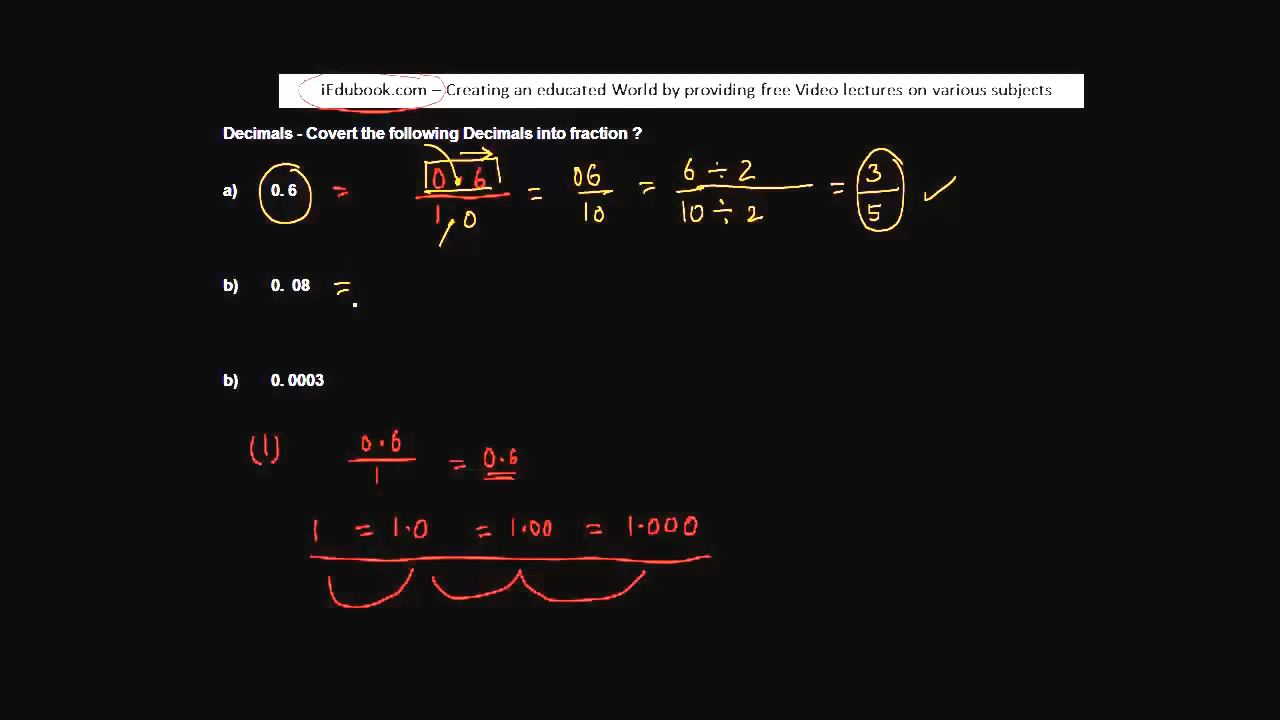 iEdubook.com – Creating an educated World by providing free Video lectures on various subjects
Decimals - Covert the following Decimals into fraction ?
a) 0. 6 = 0.6/1.0 = 06/10 = 6 ÷ 2/10 ÷ 2 = 3/5 ✓
b) 0. 08 =
b) 0. 0003
(1) 0.6/1 = 0.6
1 = 1.0 = 1.00 = 1.000